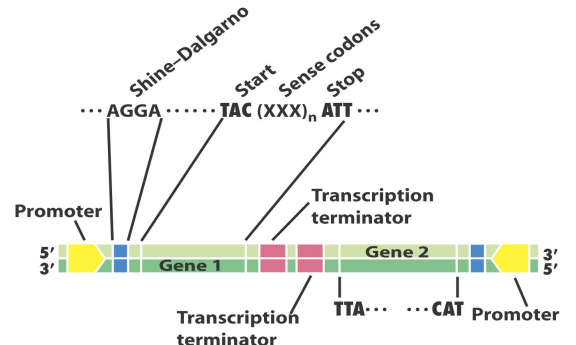 Shine–Dalgarno
Start
Sense codons
Stop
··· AGGA ······ TAC (XXX)n ATT ···
Promoter
Transcription
terminator
5′ Gene 2 3′
3′ Gene 1 5′
TTA··· ···CAT
Promoter
Transcription
terminator